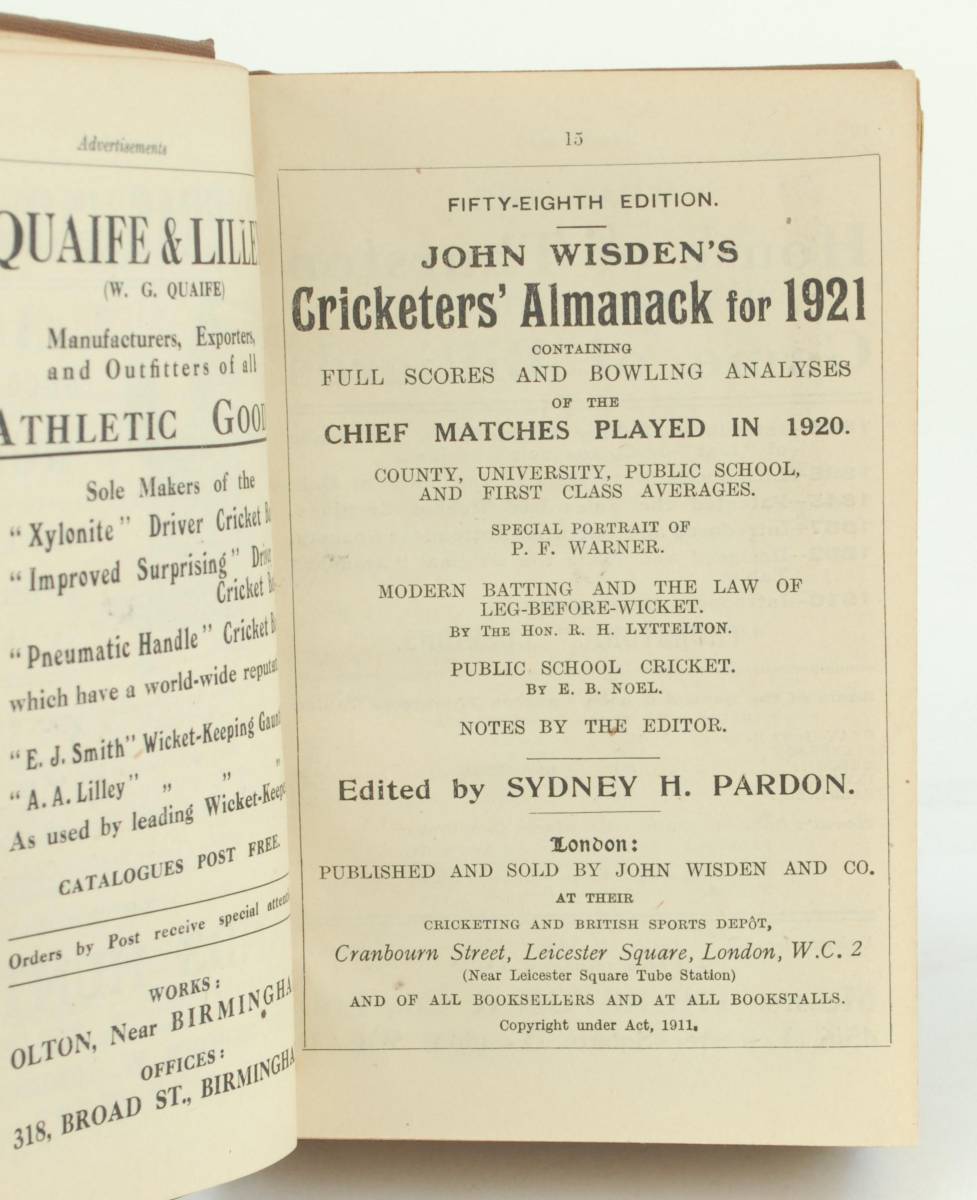 Advertisements
QUAIFE & LILLE
(W. G. QUAIFE)
Manufacturers, Exporters,
and Outfitters of all
ATHLETIC
Sole Makers of the
"Xylonite" Driver Cricket
"Improved Surprising"
Cricket
"Pneumatic Handle" Cricket
which have a world-wide
"E. J. Smith" Wicket-Keeping
"A. A. Lilley" " " "
As used by leading
CATALOGUES POST FREE.
Orders by Post receive special
WORKS:
OLTON, Near
OFFICES:
318, BROAD ST.,
15
FIFTY-EIGHTH EDITION.
JOHN WISDEN'S
Cricketers' Almanack for 1921
CONTAINING
FULL SCORES AND BOWLING ANALYSES
OF THE
CHIEF MATCHES PLAYED IN 1920.
COUNTY, UNIVERSITY, PUBLIC SCHOOL,
AND FIRST CLASS AVERAGES.
SPECIAL PORTRAIT OF
P. F. WARNER.
MODERN BATTING AND THE LAW OF
LEG-BEFORE-WICKET.
BY THE HON. R. H. LYTTELTON.
PUBLIC SCHOOL CRICKET.
BY E. B. NOEL.
NOTES BY THE EDITOR.
Edited by SYDNEY H. PARDON.
London:
PUBLISHED AND SOLD BY JOHN WISDEN AND CO.
AT THEIR
CRICKETING AND BRITISH SPORTS DEPÔT,
Cranbourn Street, Leicester Square, London, W.C. 2
(Near Leicester Square Tube Station)
AND OF ALL BOOKSELLERS AND AT ALL BOOKSTALLS.
Copyright under Act, 1911.